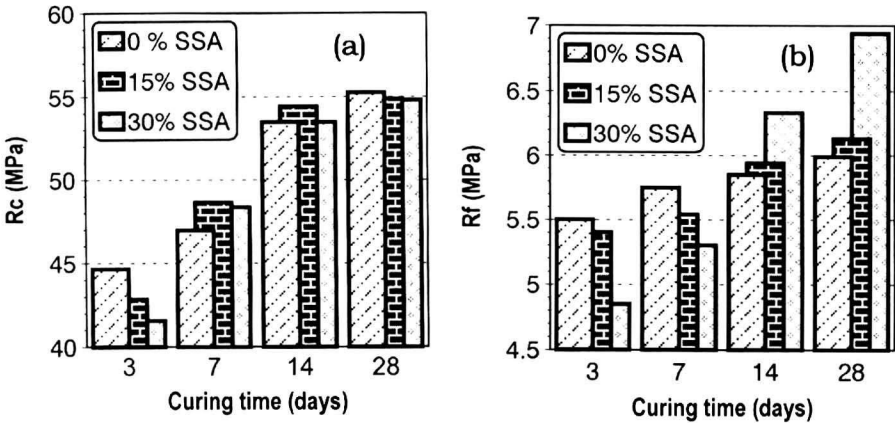 60
55
50
45
40
Rc (MPa)
(a)
0 % SSA
15% SSA
30% SSA
3 7 14 28
Curing time (days)
7
6.5
6
5.5
5
4.5
Rf (MPa)
(b)
0% SSA
15% SSA
30% SSA
3 7 14 28
Curing time (days)